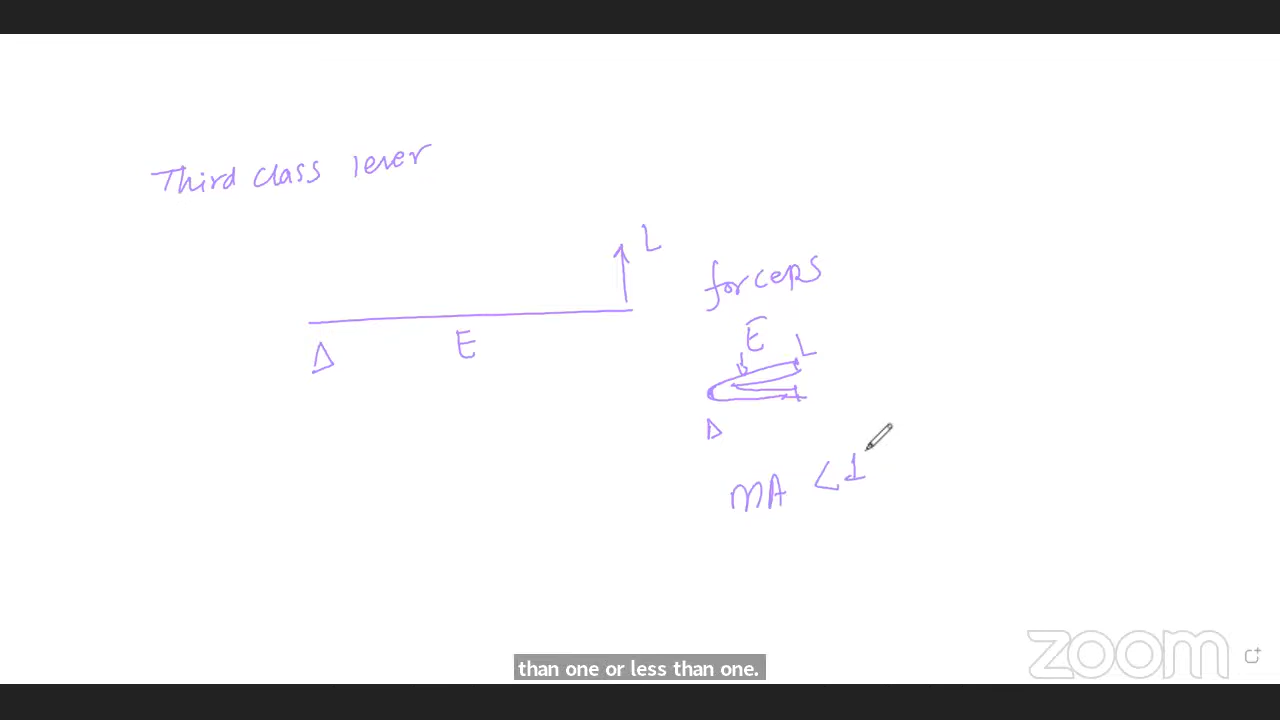 Third class lever
L
forceps
E
E
L
Δ
Δ
MA < 1
than one or less than one.
zoom